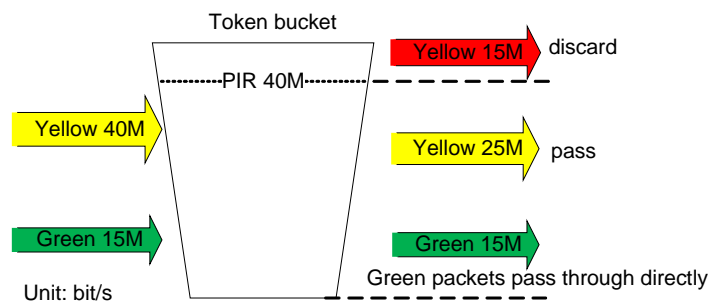 Token bucket
Yellow 15M
discard
PIR 40M
Yellow 40M
Yellow 25M
pass
Green 15M
Green 15M
Green packets pass through directly
Unit: bit/s